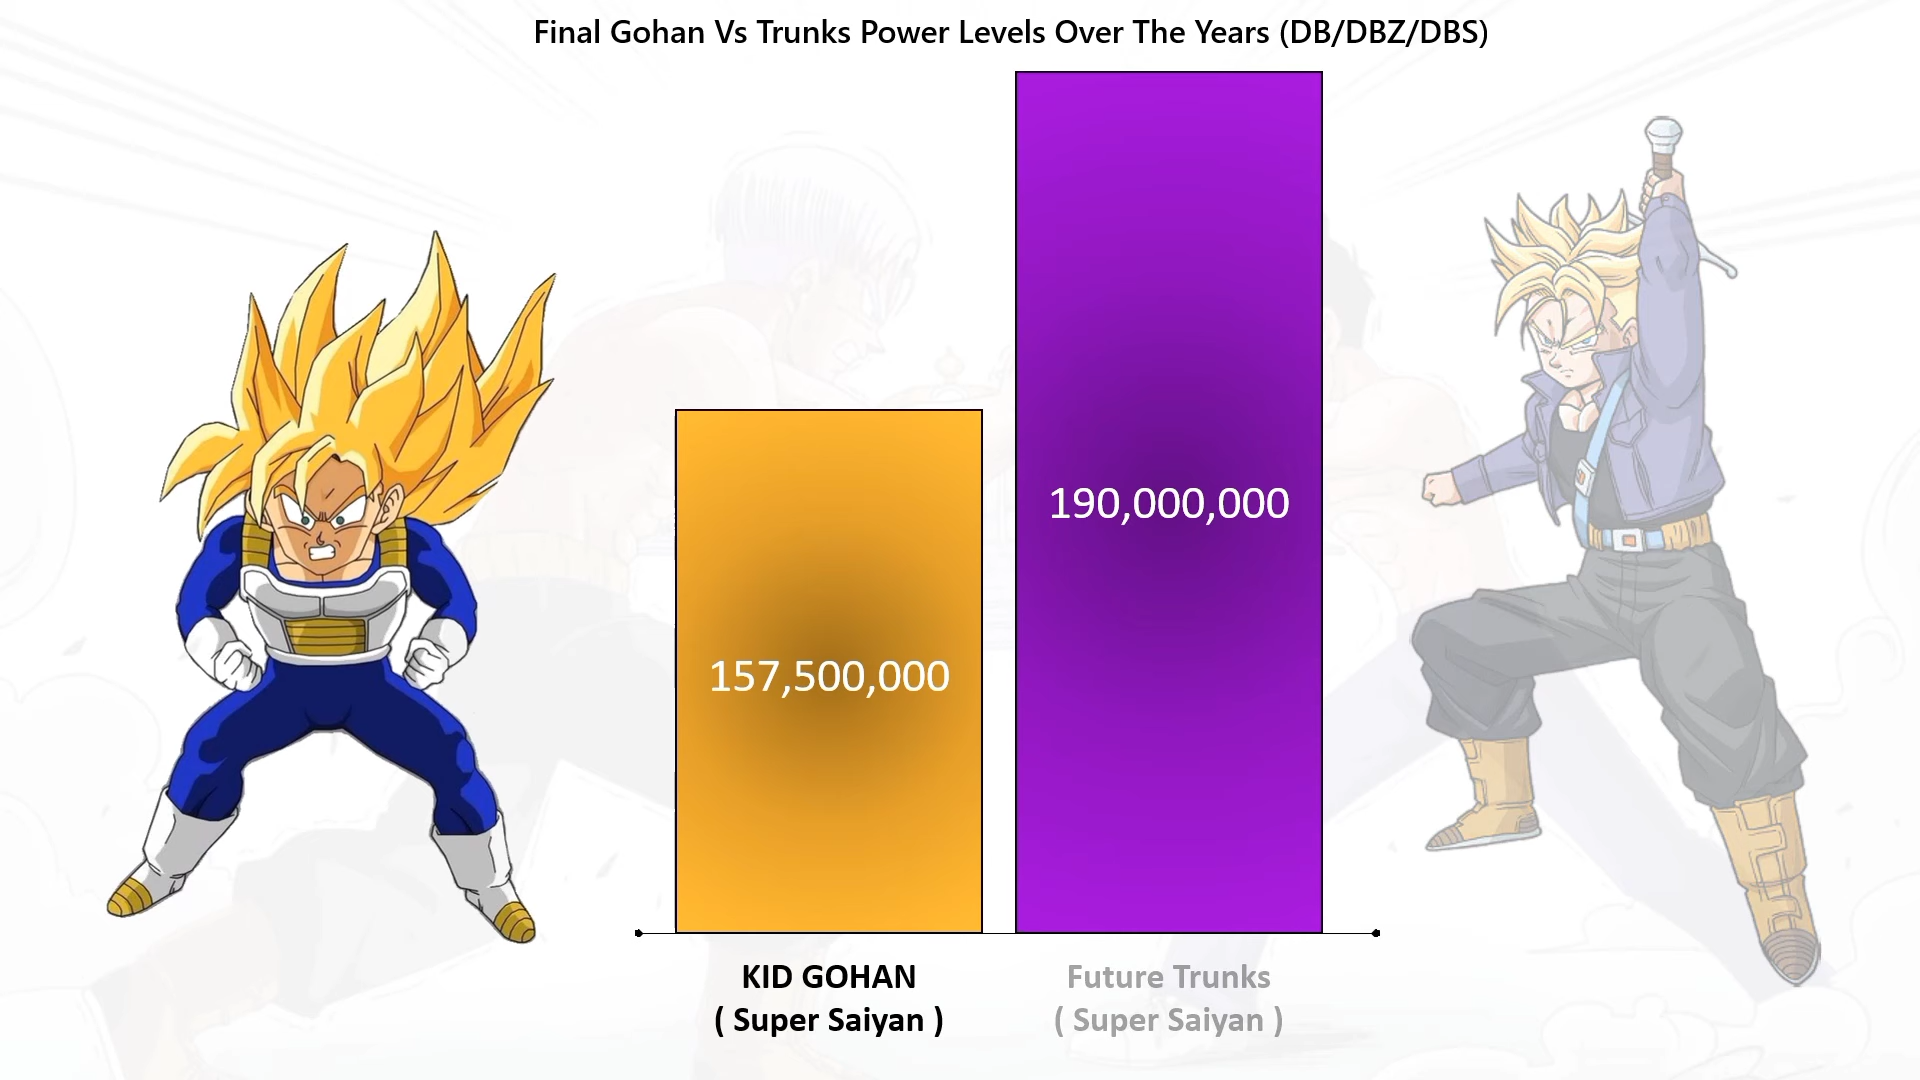 Final Gohan Vs Trunks Power Levels Over The Years (DB/DBZ/DBS)
157,500,000
190,000,000
KID GOHAN
( Super Saiyan )
Future Trunks
( Super Saiyan )